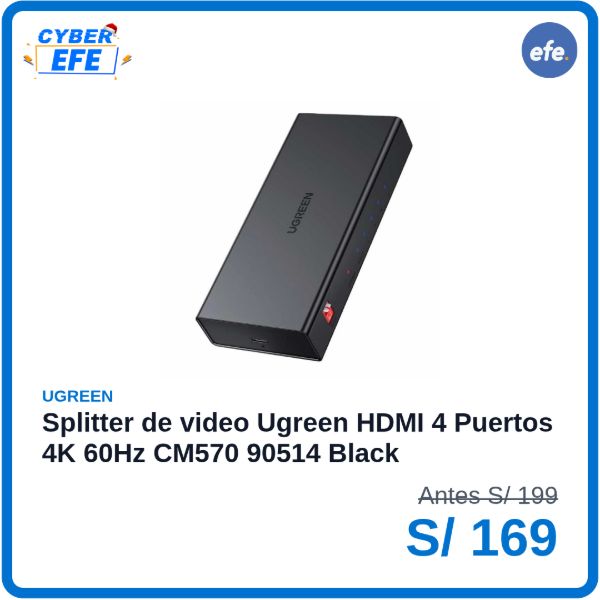 CYBER
EFE
efe.
UGREEN
UGREEN
Splitter de video Ugreen HDMI 4 Puertos
4K 60Hz CM570 90514 Black
Antes S/ 199
S/ 169